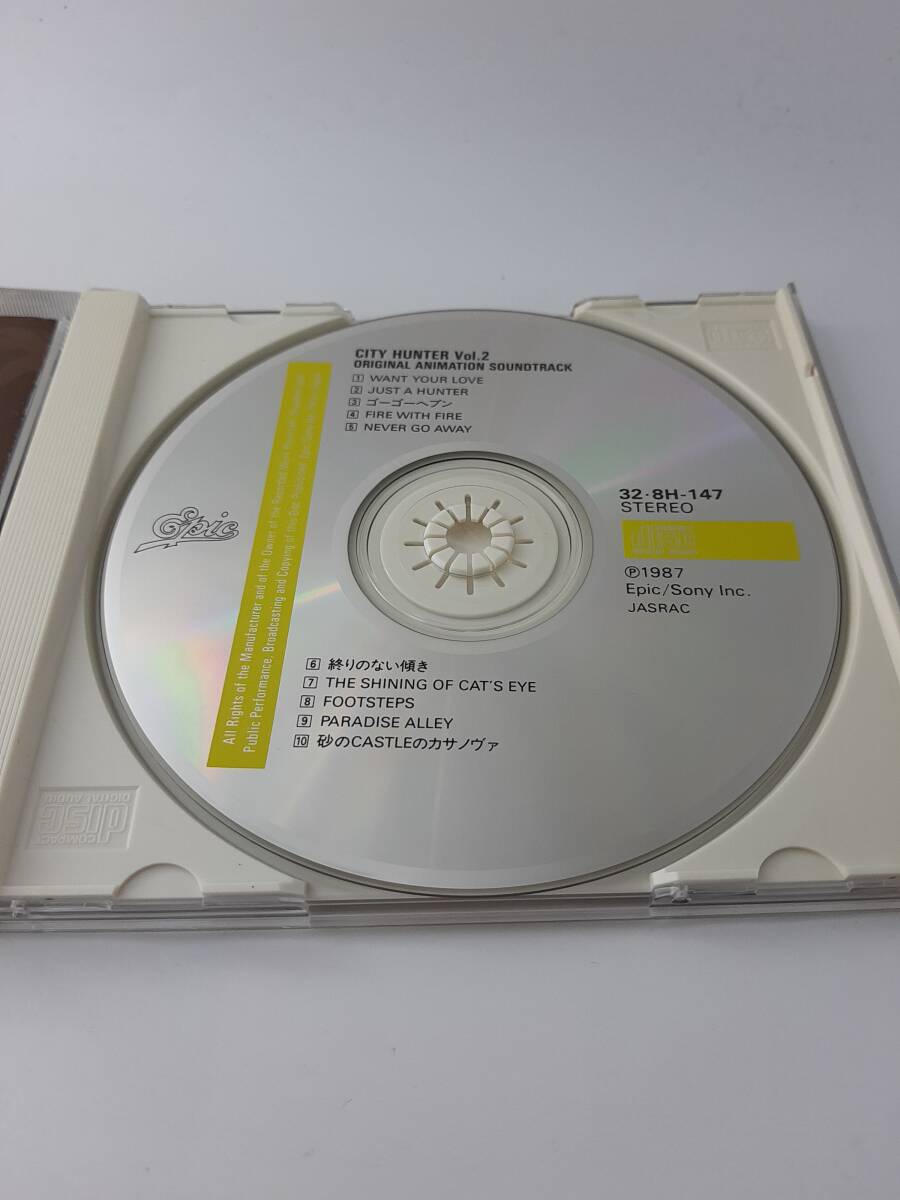 CITY HUNTER Vol.2
ORIGINAL ANIMATION SOUNDTRACK
1 WANT YOUR LOVE
2 JUST A HUNTER
3 ゴーゴーヘブン
4 FIRE WITH FIRE
5 NEVER GO AWAY
Epic
All Rights of the Manufacturer and of the Owner of the Recorded Work Reserved. Unauthorized
Public Performance, Broadcasting and Copying of this Disc Prohibited.
32·8H-147
STEREO
℗1987
Epic/Sony Inc.
JASRAC
6 終りのない傾き
7 THE SHINING OF CAT'S EYE
8 FOOTSTEPS
9 PARADISE ALLEY
10 砂のCASTLEのカサノヴァ
COMPACT
disc
DIGITAL AUDIO